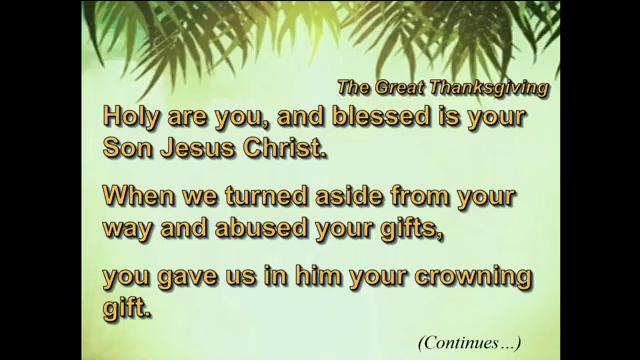 The Great Thanksgiving
Holy are you, and blessed is your
Son Jesus Christ.
When we turned aside from your
way and abused your gifts,
you gave us in him your crowning
gift.
(Continues…)